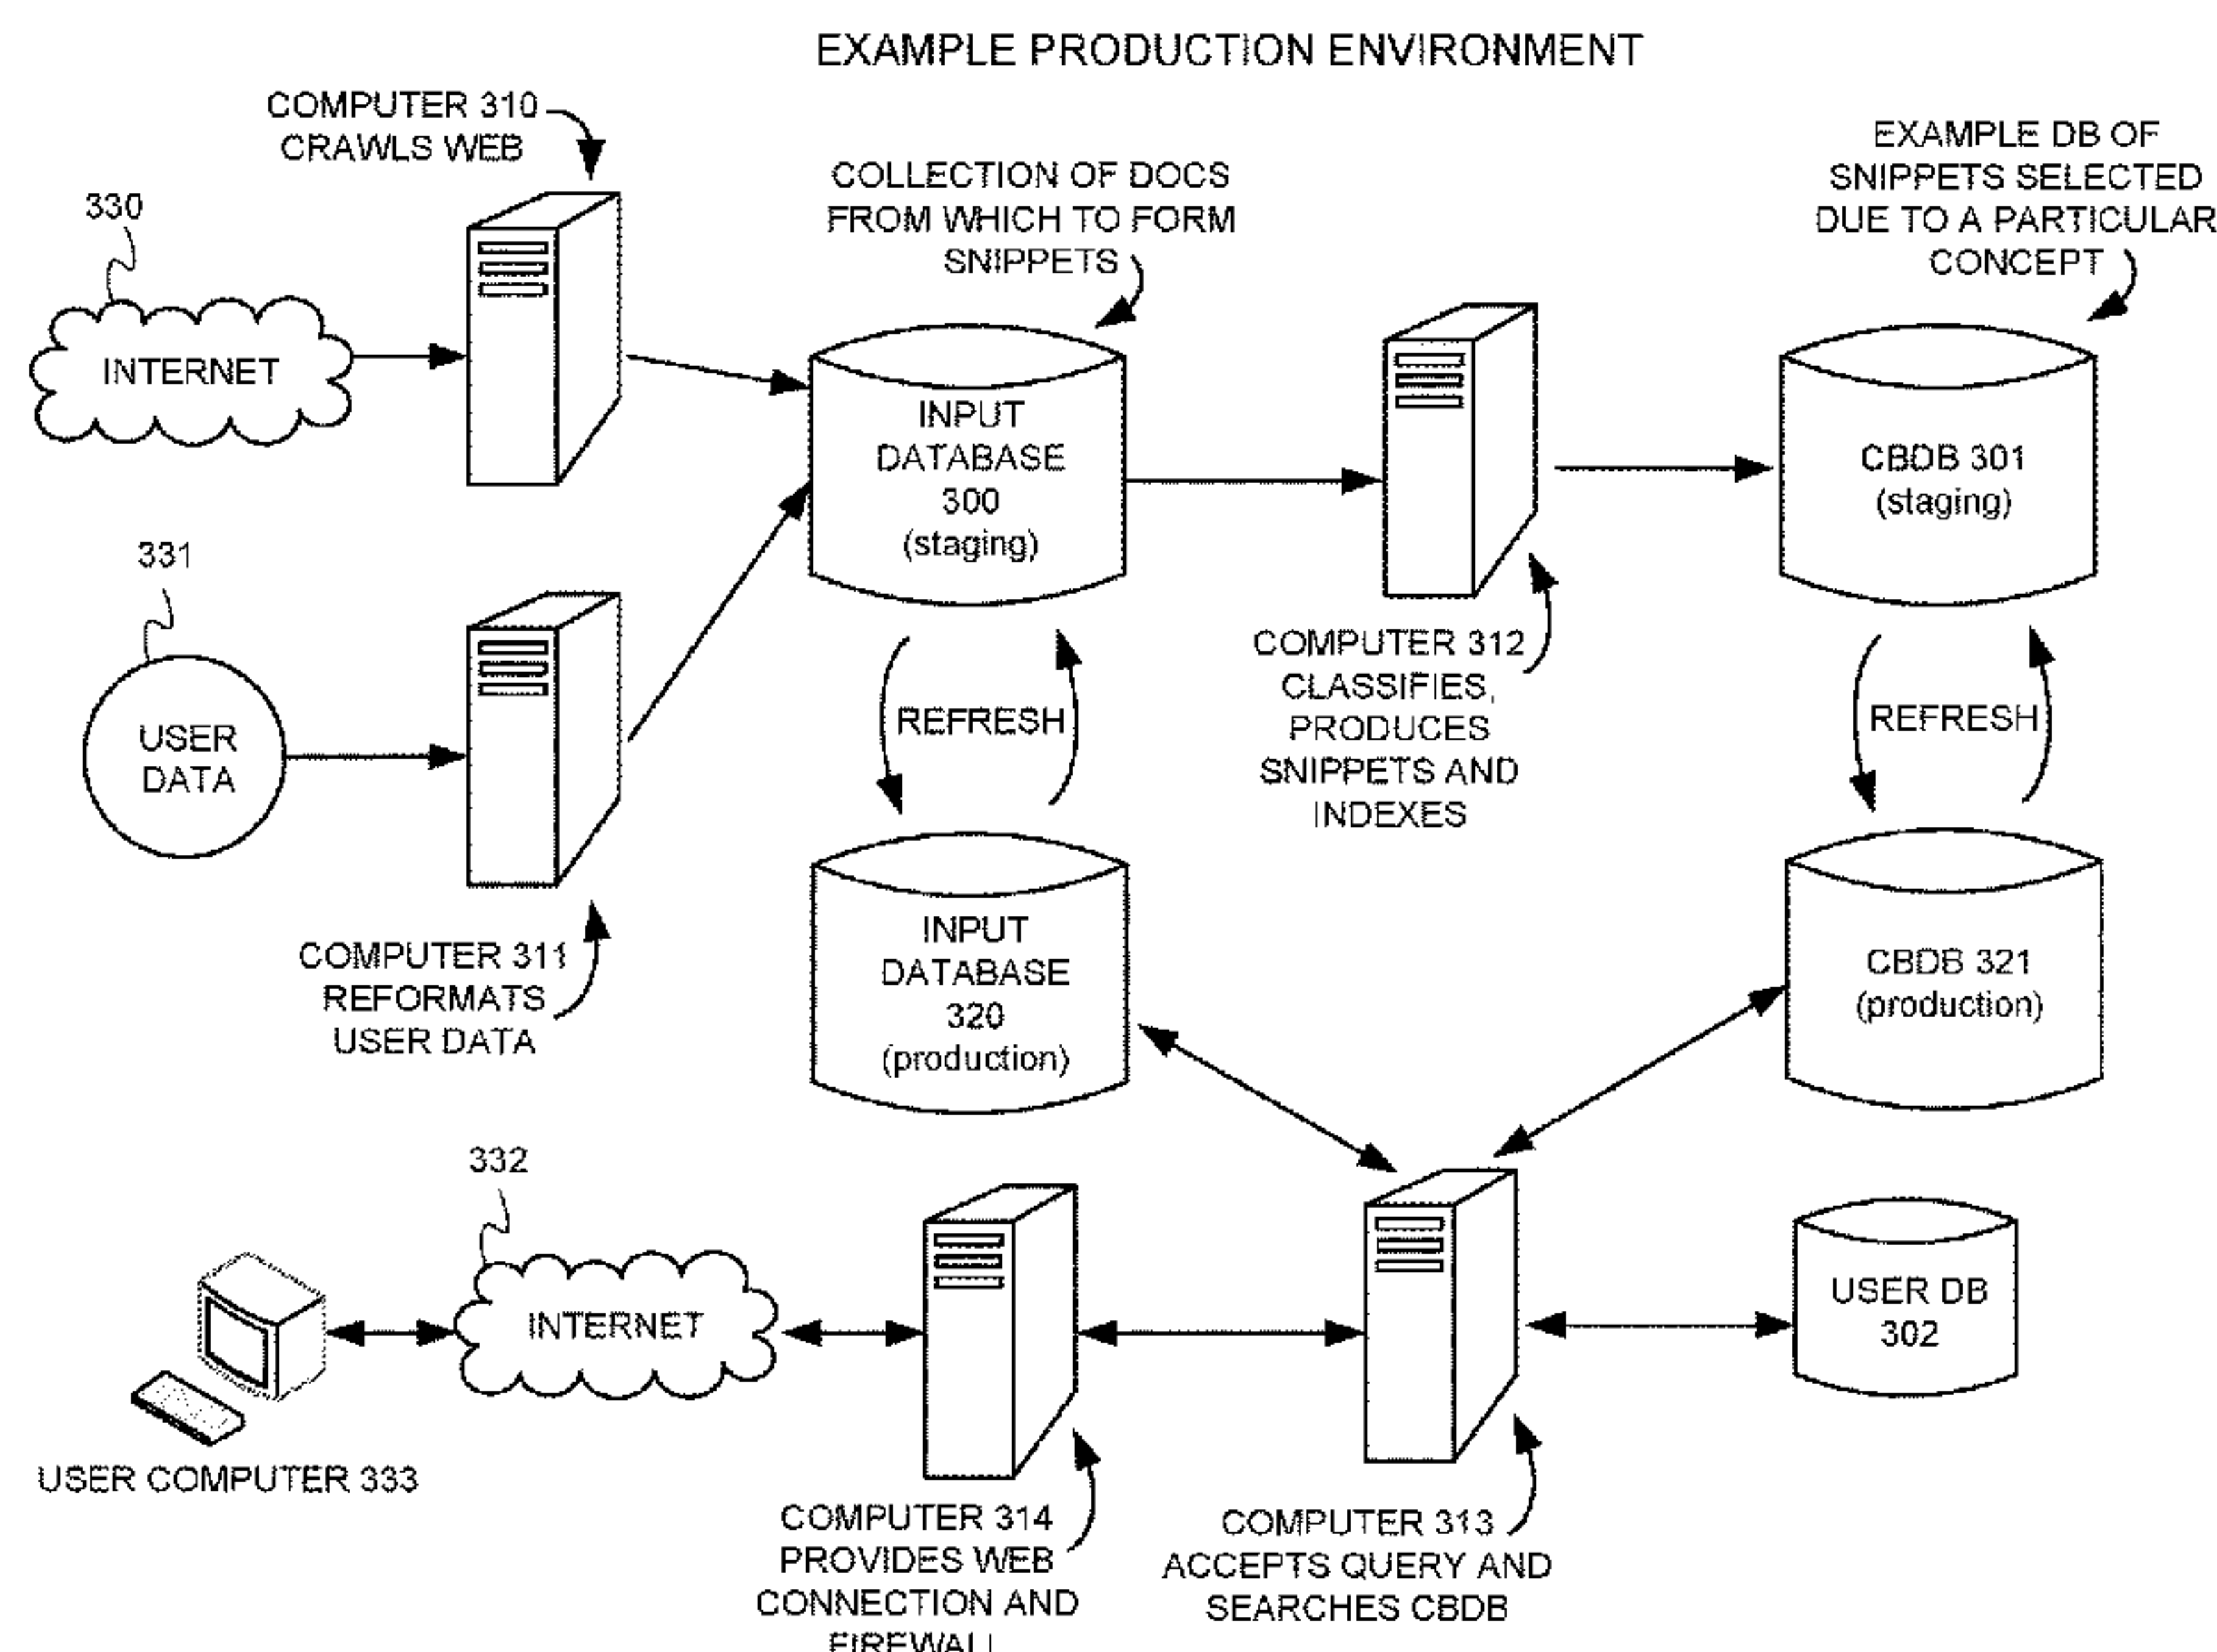 EXAMPLE PRODUCTION ENVIRONMENT
COMPUTER 310
CRAWLS WEB
330
INTERNET
COLLECTION OF DOCS
FROM WHICH TO FORM
SNIPPETS
EXAMPLE DB OF
SNIPPETS SELECTED
DUE TO A PARTICULAR
CONCEPT
INPUT
DATABASE
300
(staging)
CBDB 301
(staging)
331
USER
DATA
COMPUTER 311
REFORMATS
USER DATA
REFRESH
COMPUTER 312
CLASSIFIES,
PRODUCES
SNIPPETS AND
INDEXES
REFRESH
INPUT
DATABASE
320
(production)
CBDB 321
(production)
332
INTERNET
USER COMPUTER 333
USER DB
302
COMPUTER 314
PROVIDES WEB
CONNECTION AND
FIREWALL
COMPUTER 313
ACCEPTS QUERY AND
SEARCHES CBDB